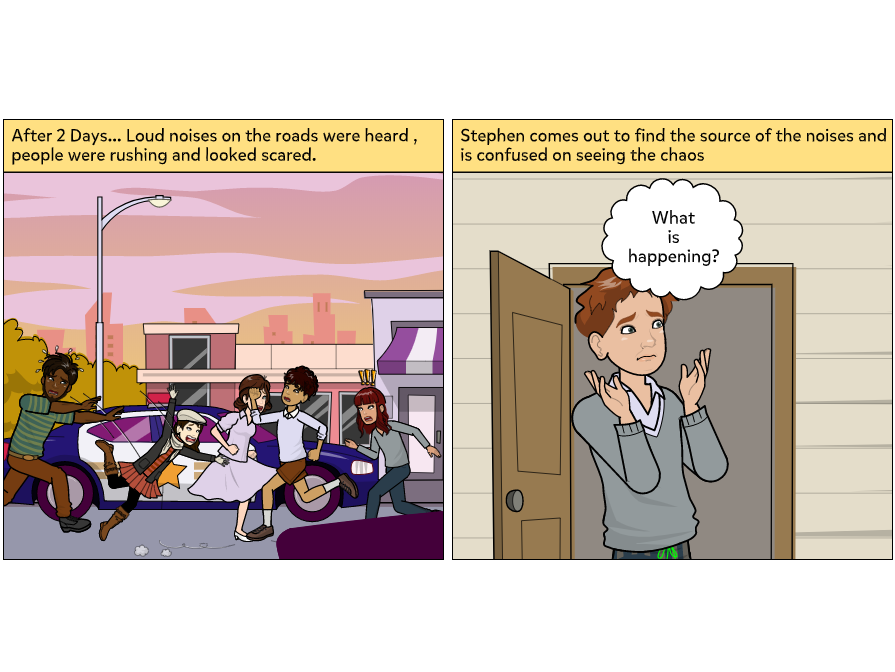 After 2 Days... Loud noises on the roads were heard ,
people were rushing and looked scared.
Stephen comes out to find the source of the noises and
is confused on seeing the chaos
What
is
happening?